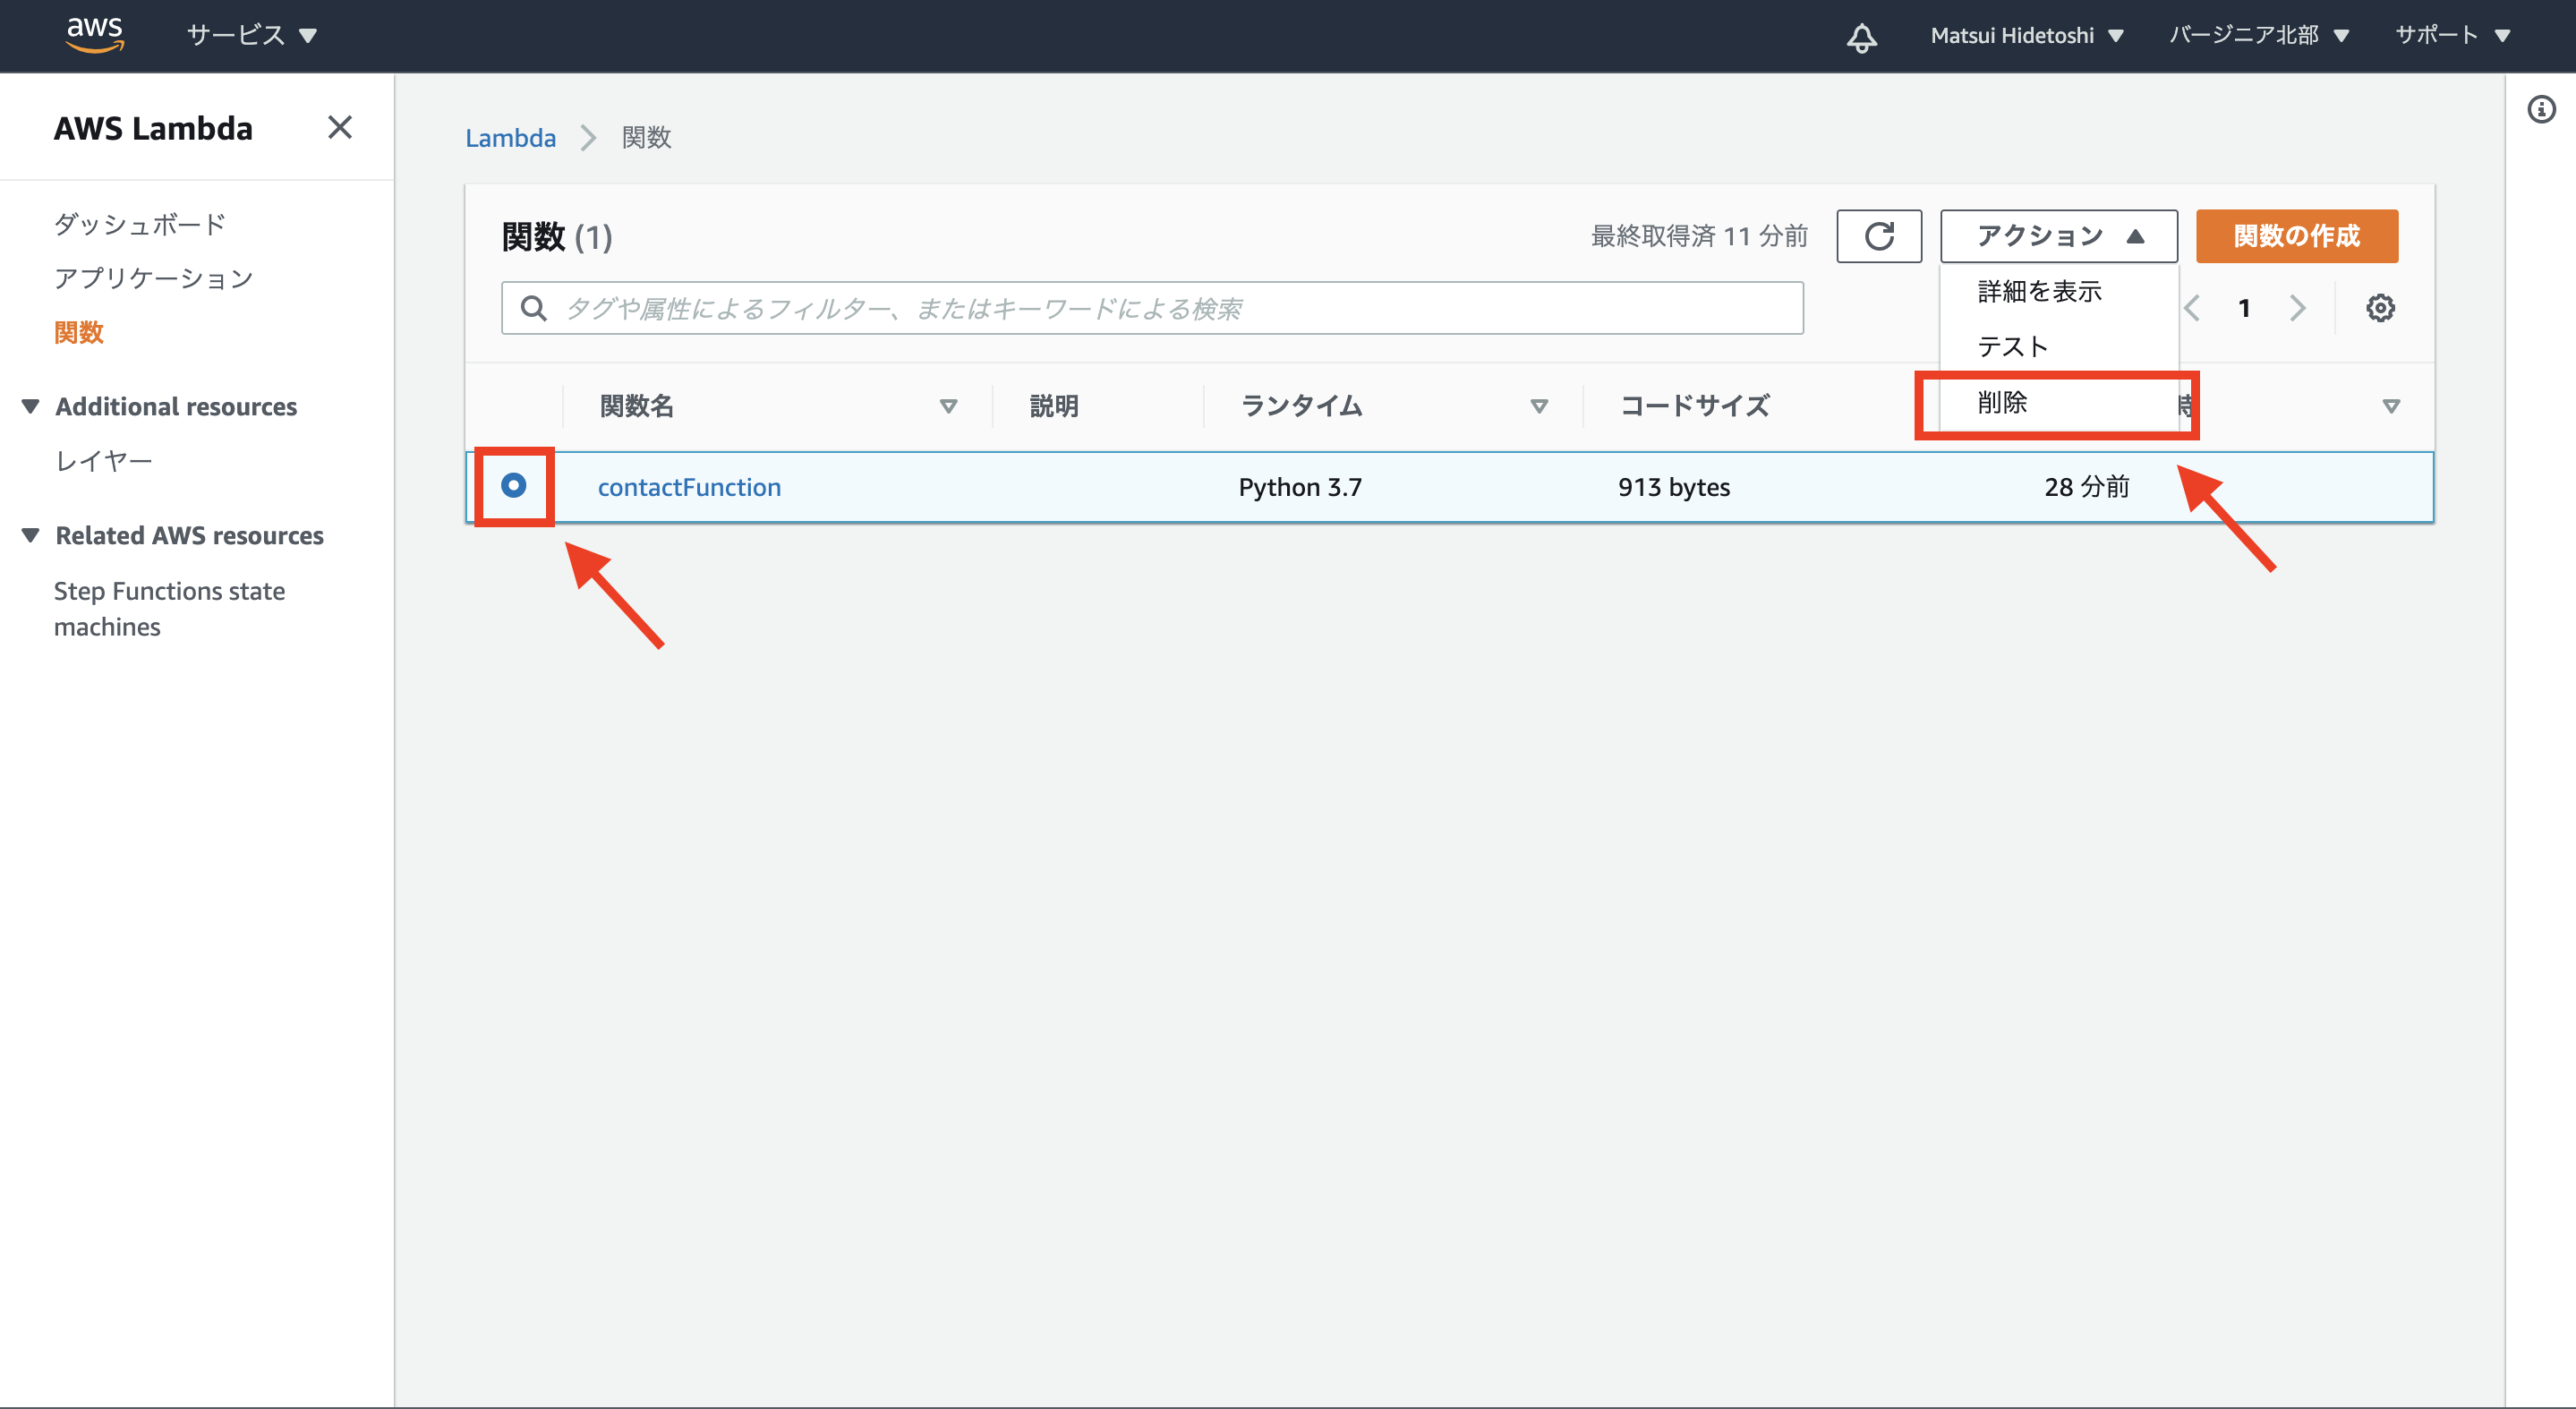 aws
サービス
Matsui Hidetoshi
バージニア北部
サポート
AWS Lambda
ダッシュボード
アプリケーション
関数
Additional resources
レイヤー
Related AWS resources
Step Functions state
machines
Lambda
関数
関数 (1)
最終取得済 11 分前
アクション
関数の作成
タグや属性によるフィルター、またはキーワードによる検索
詳細を表示
テスト
削除
1
関数名
説明
ランタイム
コードサイズ
時
contactFunction
Python 3.7
913 bytes
28 分前